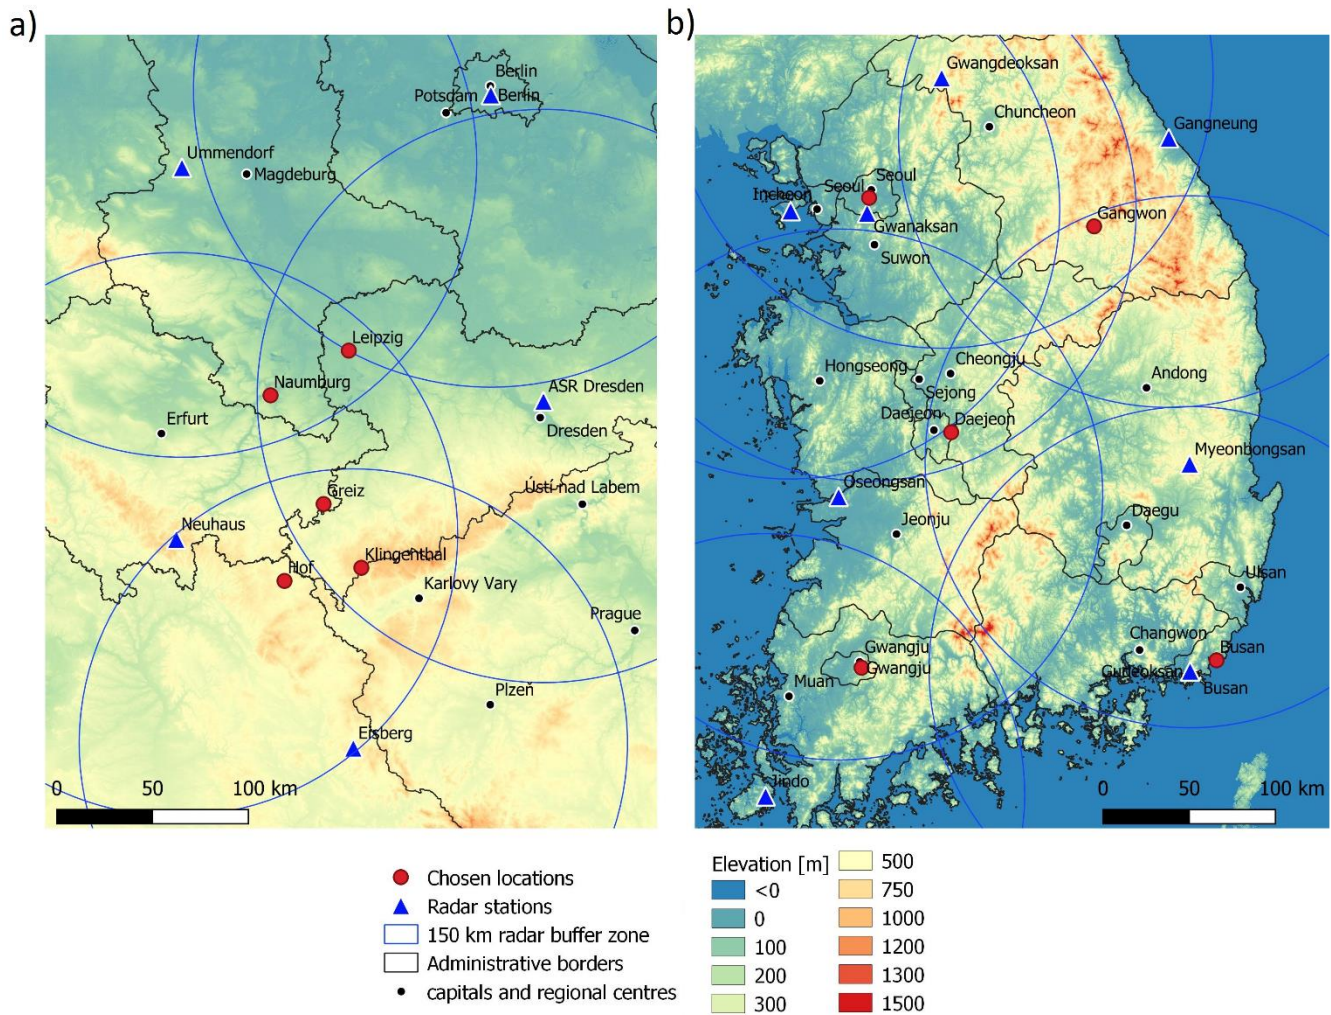 a)
Berlin
Potsdam
Berlin
Ummendorf
Magdeburg
Leipzig
Naumburg
ASR Dresden
Erfurt
Dresden
Greiz
Ústí nad Labem
Neuhaus
Klingenthal
Hof
Karlovy Vary
Prague
Plzeň
Eisberg
0 50 100 km
b)
Gwangdeoksan
Chuncheon
Gangneung
Seoul
Seoul
Incheon
Gangwon
Gwanaksan
Suwon
Hongseong
Cheongju
Sejong
Andong
Daejeon
Daejeon
Myeonbongsan
Oseongsan
Jeonju
Daegu
Ulsan
Changwon
Gwangju
Gwangju
Busan
Gudeoksan
Busan
Muan
Jindo
0 50 100 km
Chosen locations
Radar stations
150 km radar buffer zone
Administrative borders
capitals and regional centres
Elevation [m]
<0
0
100
200
300
500
750
1000
1200
1300
1500